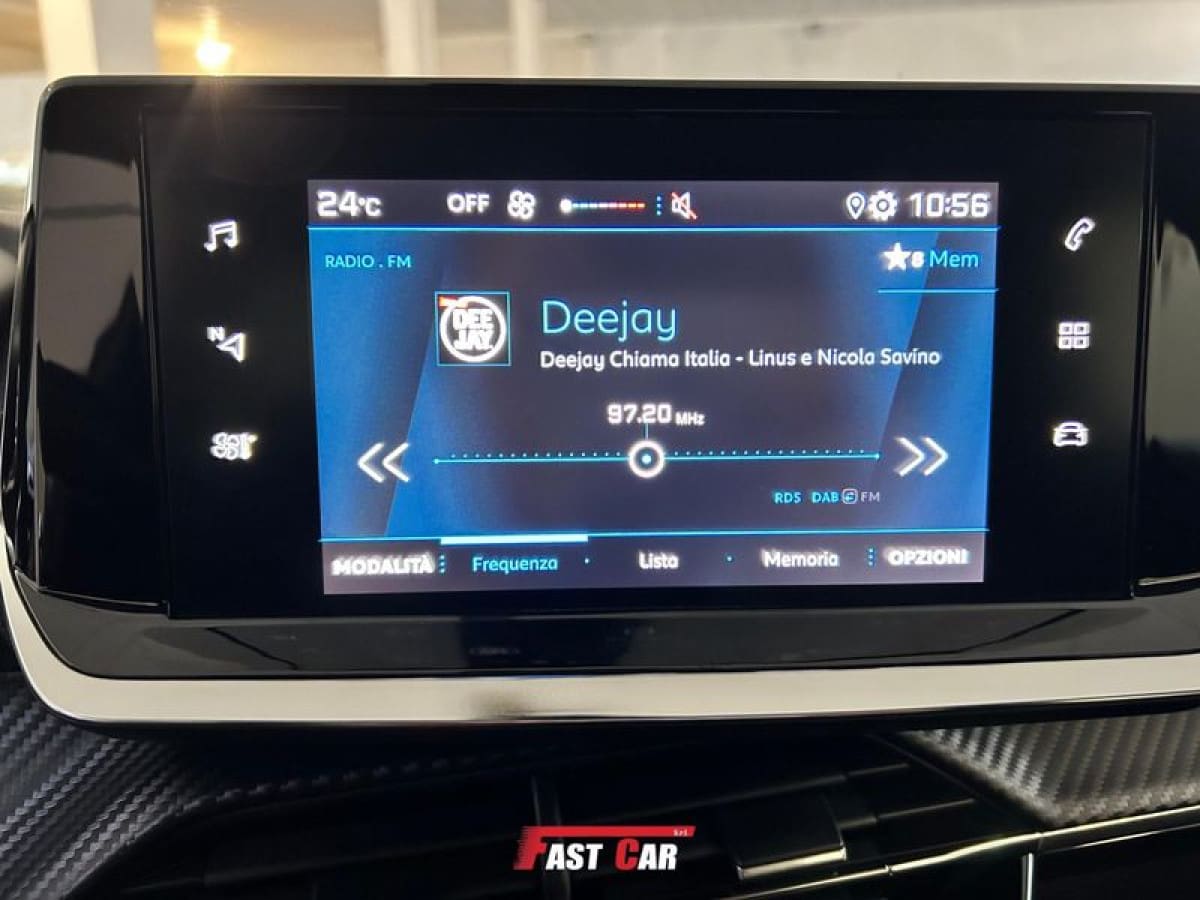 24°C OFF 10:56
RADIO . FM
8 Mem
DEE
JAY
Deejay
Deejay Chiama Italia - Linus e Nicola Savino
97.20 MHz
RDS DAB FM
MODALITÀ Frequenza Lista Memoria OPZIONI
N
FAST CAR